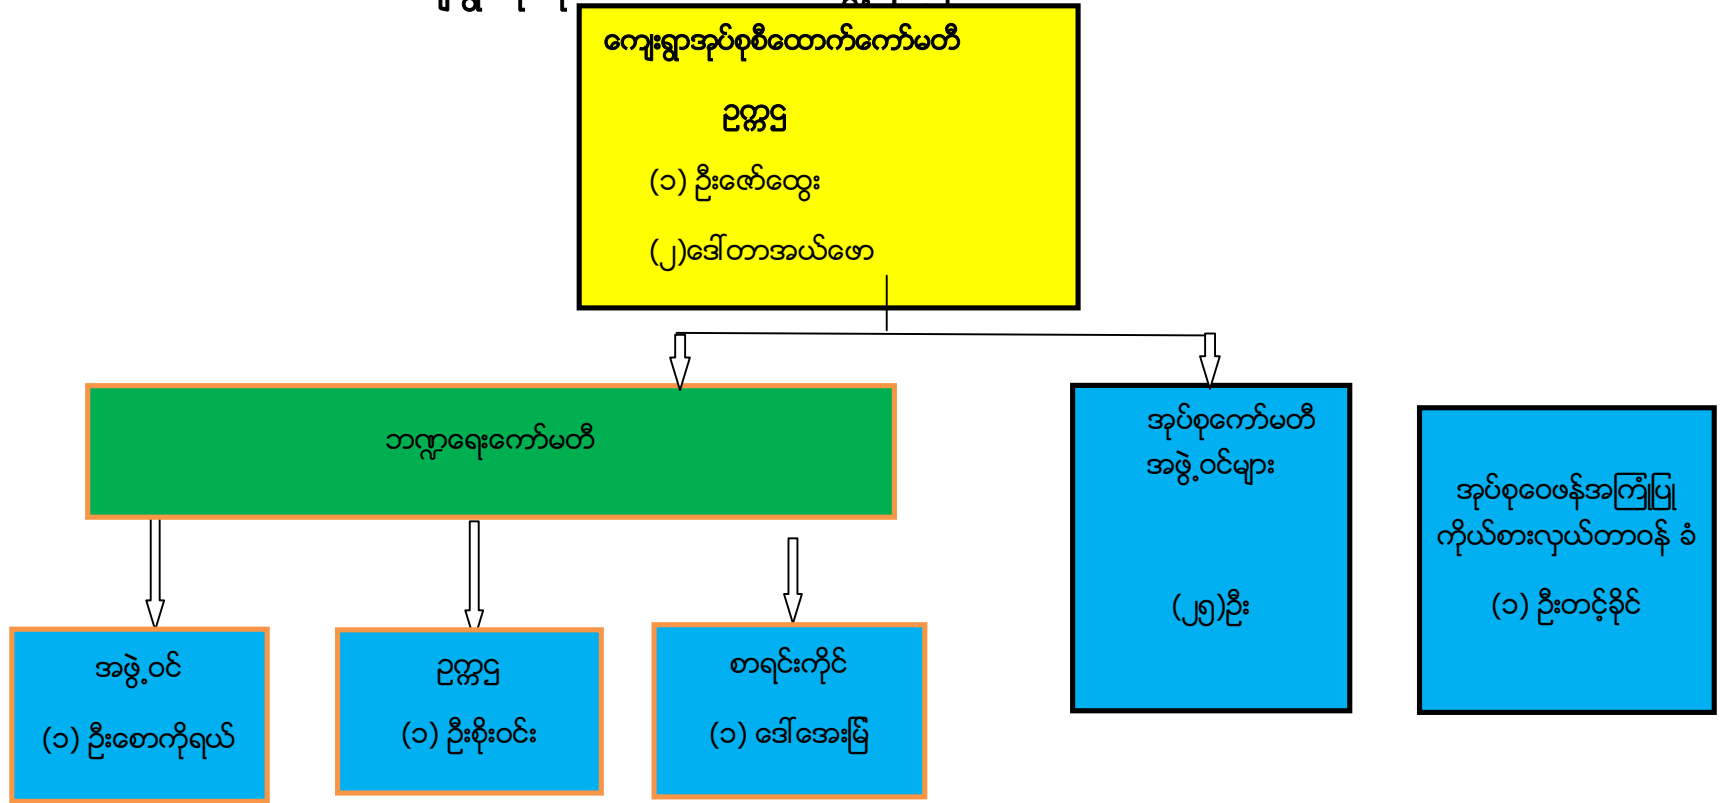 ကျေးရွာအုပ်စုစီထောက်ကော်မတီ
ဥက္ကဌ
(၁) ဦးဇော်ထွေး
(၂)ဒေါ်တာအယ်ဖော
ဘဏ္ဍရေးကော်မတီ
အုပ်စုကော်မတီ
အဖွဲ့ဝင်များ
(၂၅)ဦး
အုပ်စုဝေဖန်အကြံပြု
ကိုယ်စားလှယ်တာဝန် ခံ
(၁) ဦးတင့်ခိုင်
အဖွဲ့ဝင်
(၁) ဦးစောကိုရယ်
ဥက္ကဌ
(၁) ဦးစိုးဝင်း
စာရင်းကိုင်
(၁) ဒေါ်အေးမြ